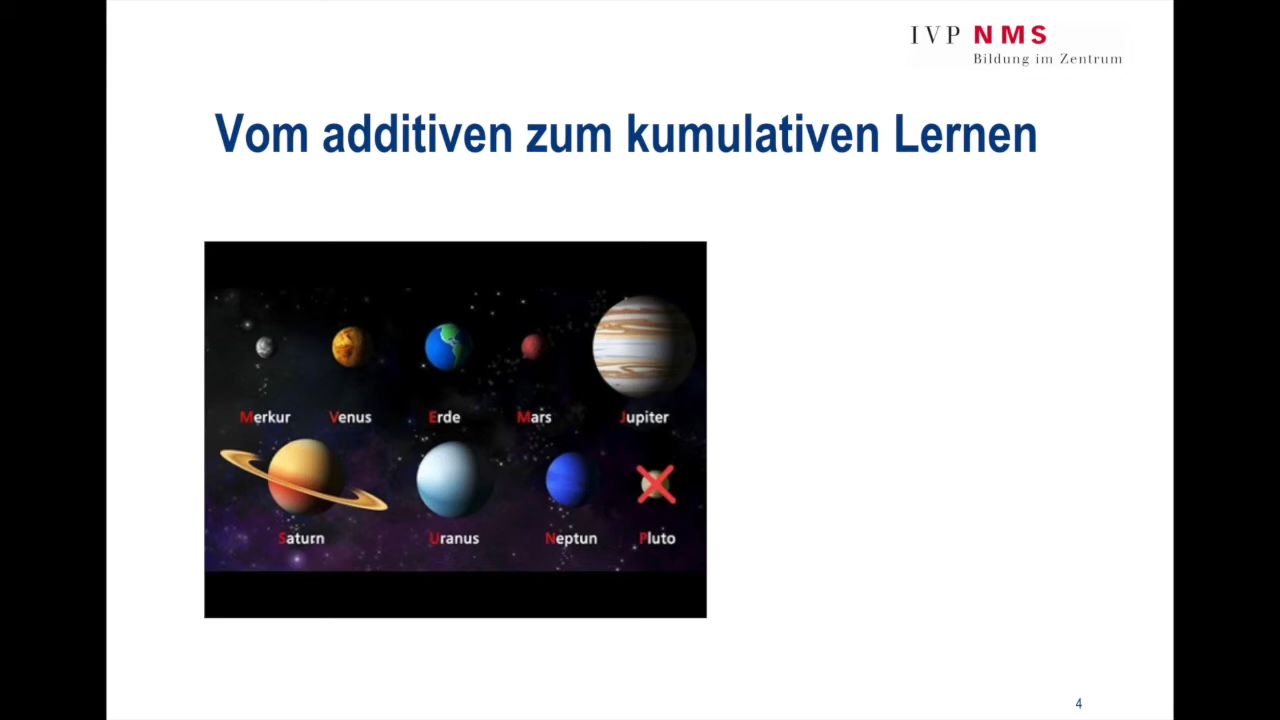 IVP NMS
Bildung im Zentrum
Vom additiven zum kumulativen Lernen
Merkur Venus Erde Mars Jupiter
Saturn Uranus Neptun Pluto
4